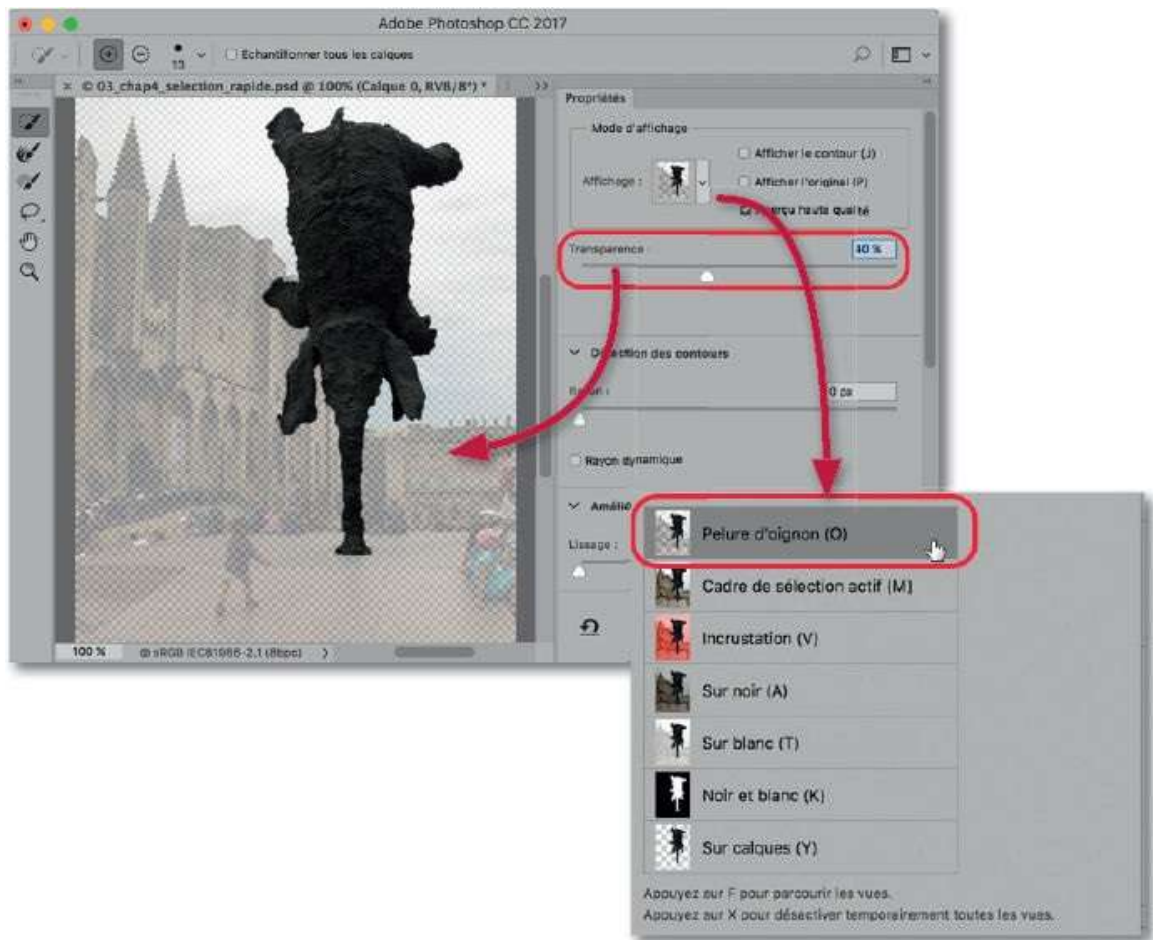 Adobe Photoshop CC 2017
13
Echantillonner tous les calques
× © 03_chap4_selection_rapide.psd @ 100% (Calque 0, RVB/8*) * >>
Propriétés
Mode d'affichage
Affichage :
Afficher le contour (J)
Afficher l'original (P)
haute qualité
Transparence
%
Détection des contours
0 px
Rayon dynamique
Lissage :
100 %
sRGB IEC61966-2.1 (8bpc)
Pelure d'oignon (O)
Cadre de sélection actif (M)
Incrustation (V)
Sur noir (A)
Sur blanc (T)
Noir et blanc (K)
Sur calques (Y)
Appuyez sur F pour parcourir les vues.
Appuyez sur X pour désactiver temporairement toutes les vues.